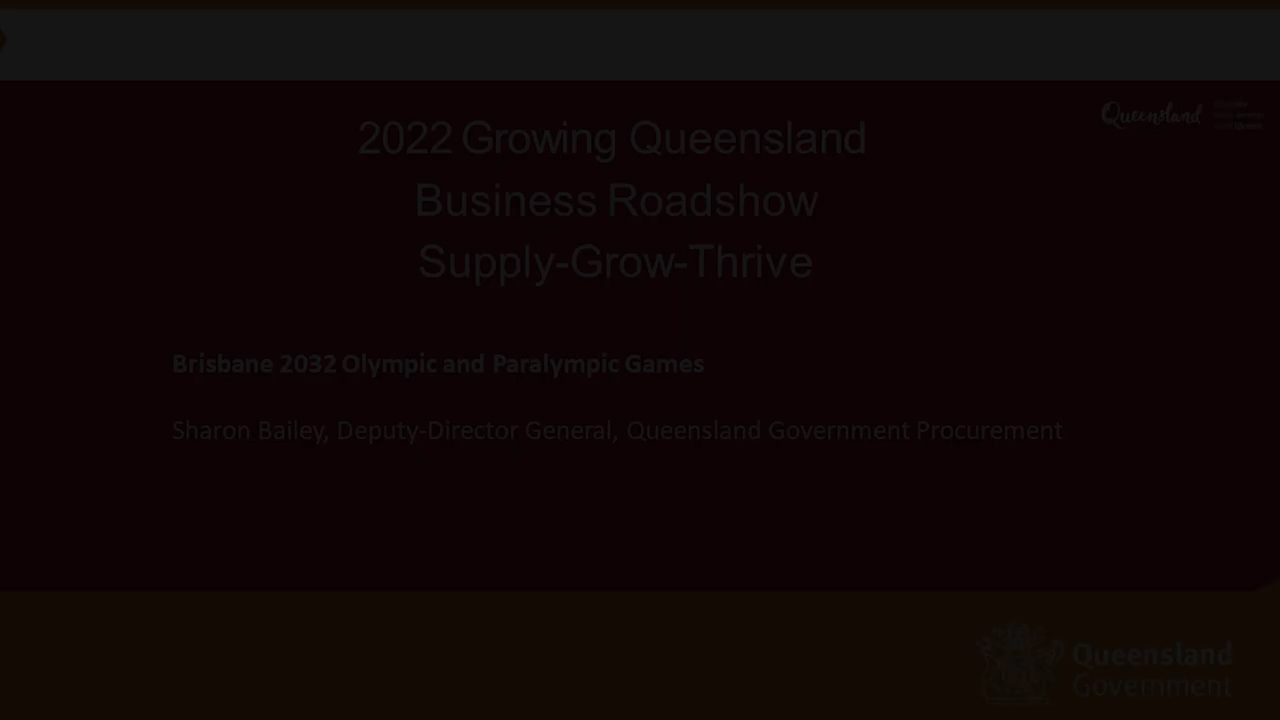 Queensland
2022 Growing Queensland
Business Roadshow
Supply-Grow-Thrive
Brisbane 2032 Olympic and Paralympic Games
Sharon Bailey, Deputy-Director General, Queensland Government Procurement
Queensland
Government